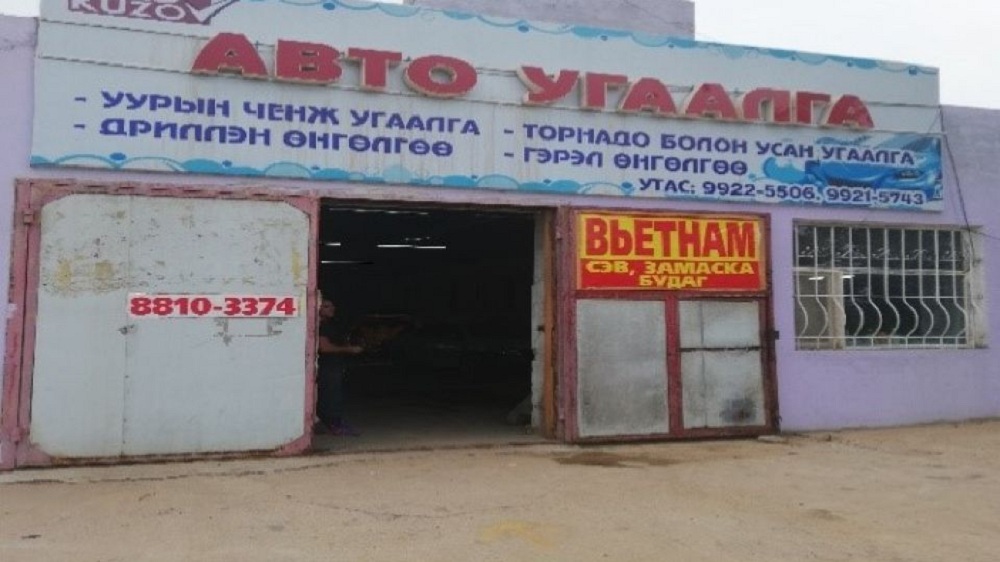 KUZOV
АВТО УГААЛГА
- УУРЫН ЧЕНЖ УГААЛГА
- ДРИЛЛЭН ӨНГӨЛГӨӨ
- ТОРНАДО БОЛОН УСАН УГААЛГА
- ГЭРЭЛ ӨНГӨЛГӨӨ
УТАС: 9922-5506, 9921-5743
8810-3374
ВЬЕТНАМ
СЭВ, ЗАМАСКА
БУДАГ